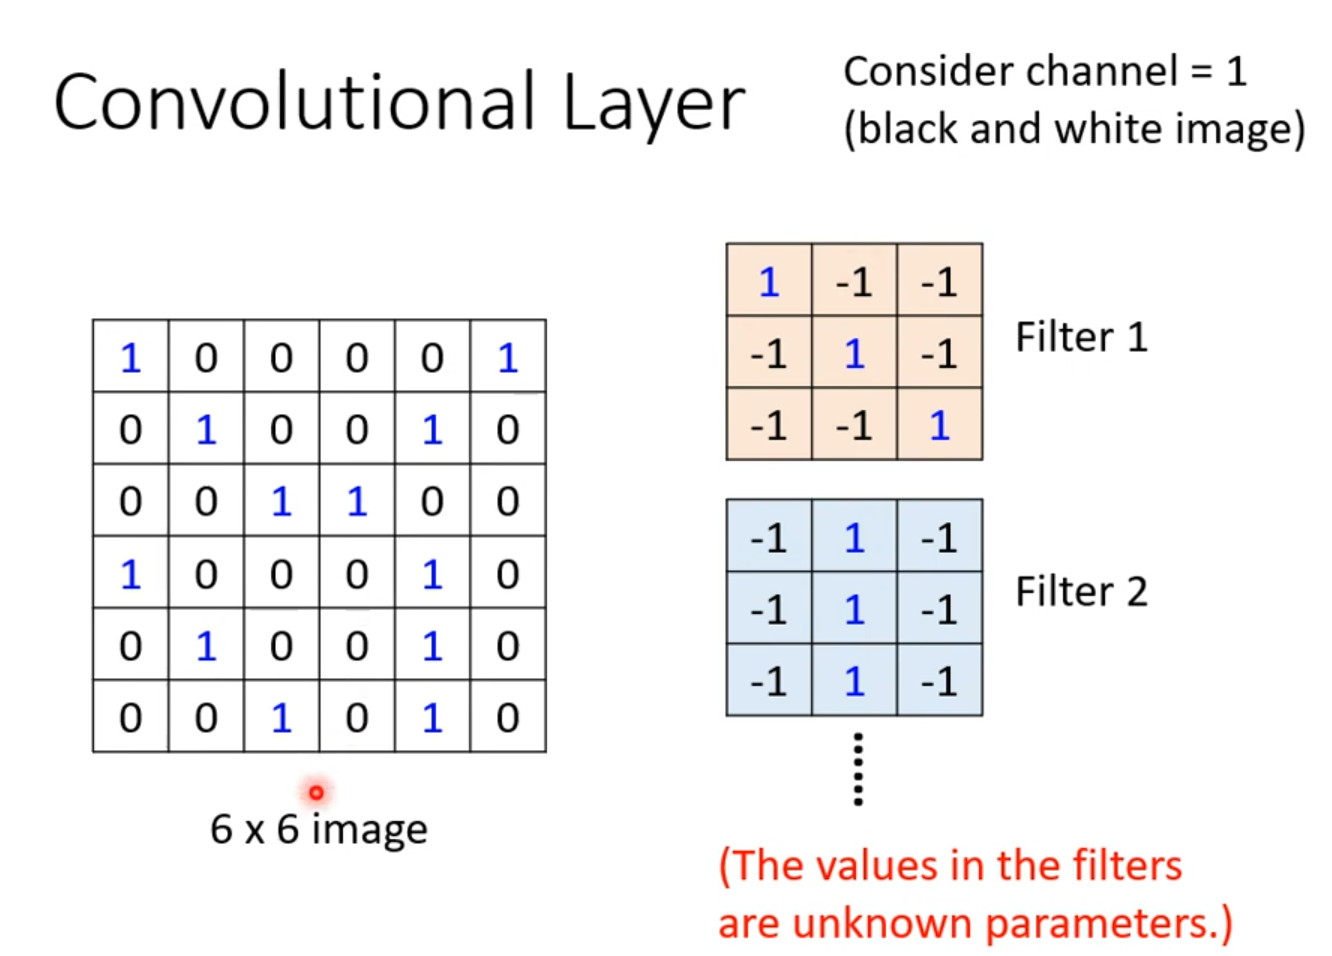 Convolutional Layer
Consider channel = 1
(black and white image)
1 0 0 0 0 1
0 1 0 0 1 0
0 0 1 1 0 0
1 0 0 0 1 0
0 1 0 0 1 0
0 0 1 0 1 0
6 x 6 image
1 -1 -1
-1 1 -1
-1 -1 1
Filter 1
-1 1 -1
-1 1 -1
-1 1 -1
Filter 2
(The values in the filters
are unknown parameters.)